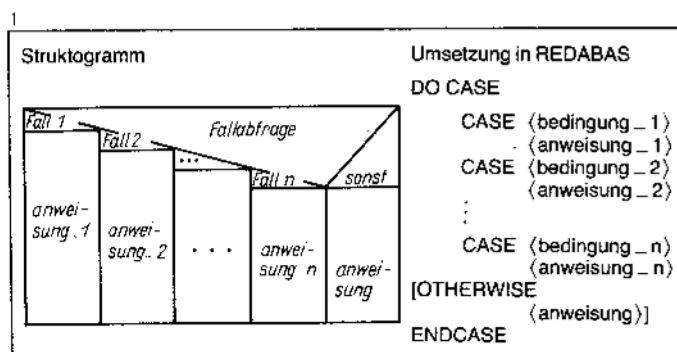 1
Struktogramm
Fall 1
Fall 2
...
Fall n
Fallabfrage
sonst
anwei-
sung 1
anwei-
sung 2
. . .
anwei-
sung n
anwei-
sung
Umsetzung in REDABAS
DO CASE
CASE ⟨bedingung_1⟩
⟨anweisung_1⟩
CASE ⟨bedingung_2⟩
⟨anweisung_2⟩
⋮
CASE ⟨bedingung_n⟩
⟨anweisung_n⟩
[OTHERWISE
⟨anweisung⟩]
ENDCASE